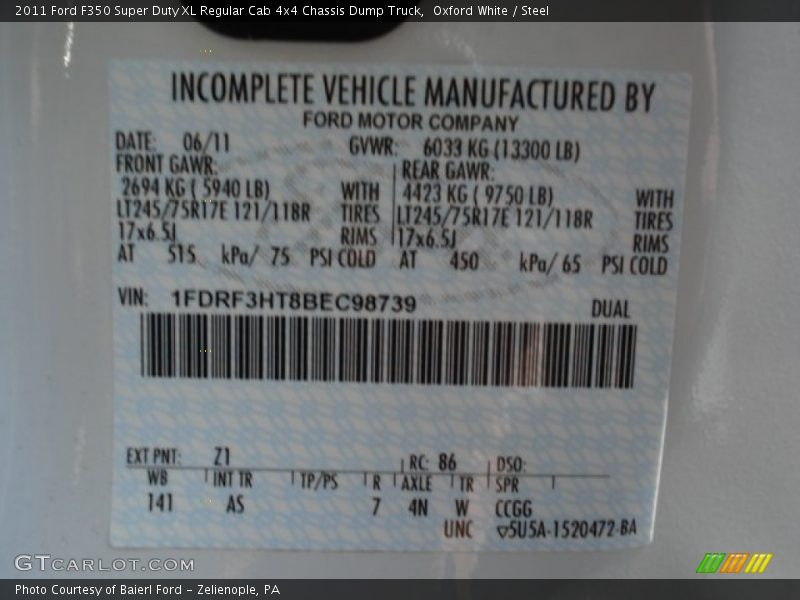 2011 Ford F350 Super Duty XL Regular Cab 4x4 Chassis Dump Truck,  Oxford White / Steel
INCOMPLETE VEHICLE MANUFACTURED BY
FORD MOTOR COMPANY
DATE: 06/11 GVWR: 6033 KG (13300 LB)
FRONT GAWR: REAR GAWR:
2694 KG ( 5940 LB) WITH 4423 KG ( 9750 LB) WITH
LT245/75R17E 121/118R TIRES LT245/75R17E 121/118R TIRES
17x6.5J RIMS 17x6.5J RIMS
AT 515 kPa/ 75 PSI COLD AT 450 kPa/ 65 PSI COLD
VIN: 1FDRF3HT8BEC98739 DUAL
EXT PNT: Z1 RC: 86 DSO:
WB INT TR TP/PS R AXLE TR SPR
141 AS 7 4N W CCGG
UNC 5U5A-1520472-BA
GTCARLOT.COM
Photo Courtesy of Baierl Ford - Zelienople, PA